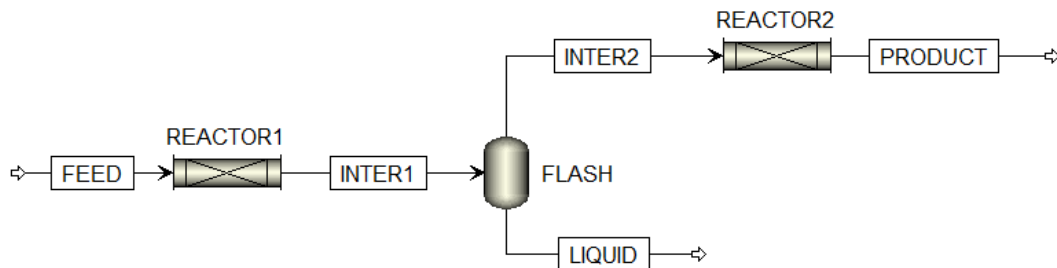 REACTOR2
INTER2
PRODUCT
REACTOR1
FEED
INTER1
FLASH
LIQUID